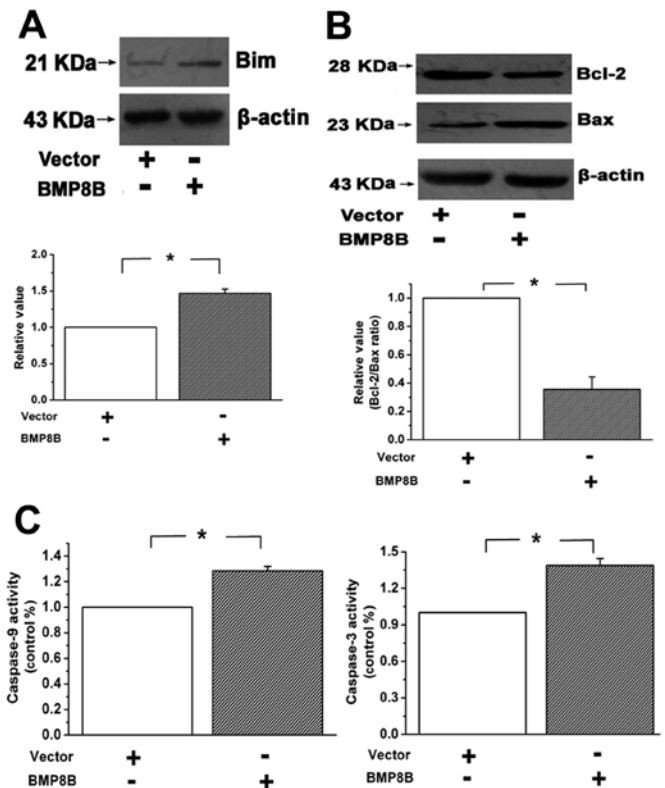 A
21 KDa→ Bim
43 KDa→ β-actin
Vector + -
BMP8B - +
Relative value
2.0
1.5
1.0
0.5
0.0
*
Vector + -
BMP8B - +
B
28 KDa→ Bcl-2
23 KDa→ Bax
43 KDa→ β-actin
Vector + -
BMP8B - +
Relative value
(Bcl-2/Bax ratio)
1.0
0.8
0.6
0.4
0.2
0.0
*
Vector + -
BMP8B - +
C
Caspase-9 activity
(control %)
1.4
1.2
1.0
0.8
0.6
0.4
0.2
0.0
*
Vector + -
BMP8B - +
Caspase-3 activity
(control %)
1.5
1.2
0.9
0.6
0.3
0.0
*
Vector + -
BMP8B - +